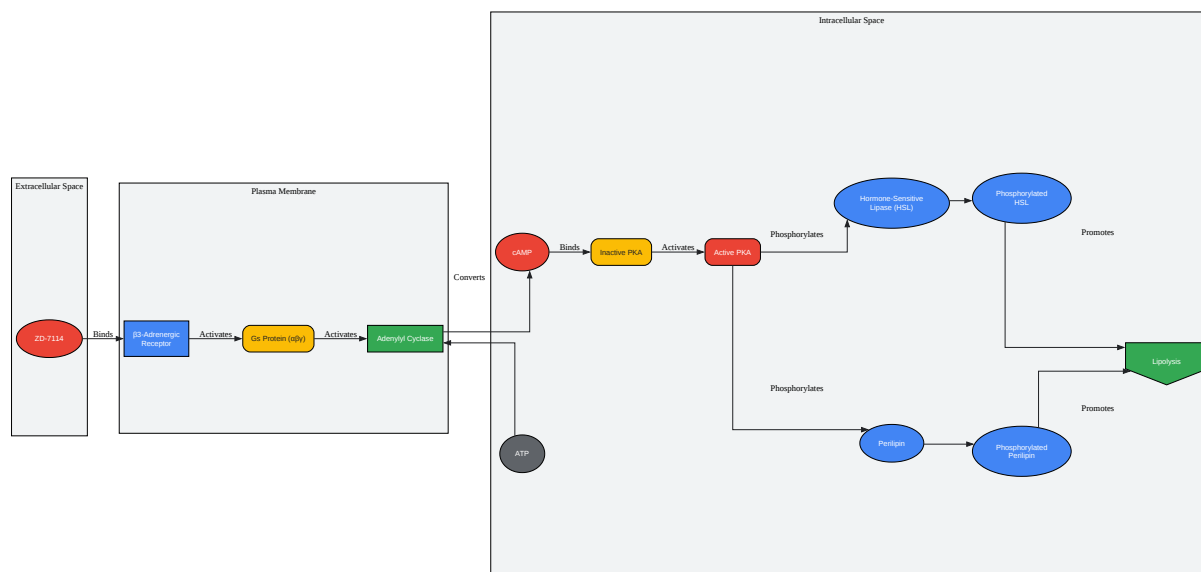 Intracellular Space
Extracellular Space
Plasma Membrane
ZD-7114
Binds
β3-Adrenergic
Receptor
Activates
Gs Protein (αβγ)
Activates
Adenylyl Cyclase
Converts
cAMP
ATP
Binds
Inactive PKA
Activates
Active PKA
Phosphorylates
Hormone-Sensitive
Lipase (HSL)
Phosphorylated
HSL
Promotes
Phosphorylates
Perilipin
Phosphorylated
Perilipin
Promotes
Lipolysis